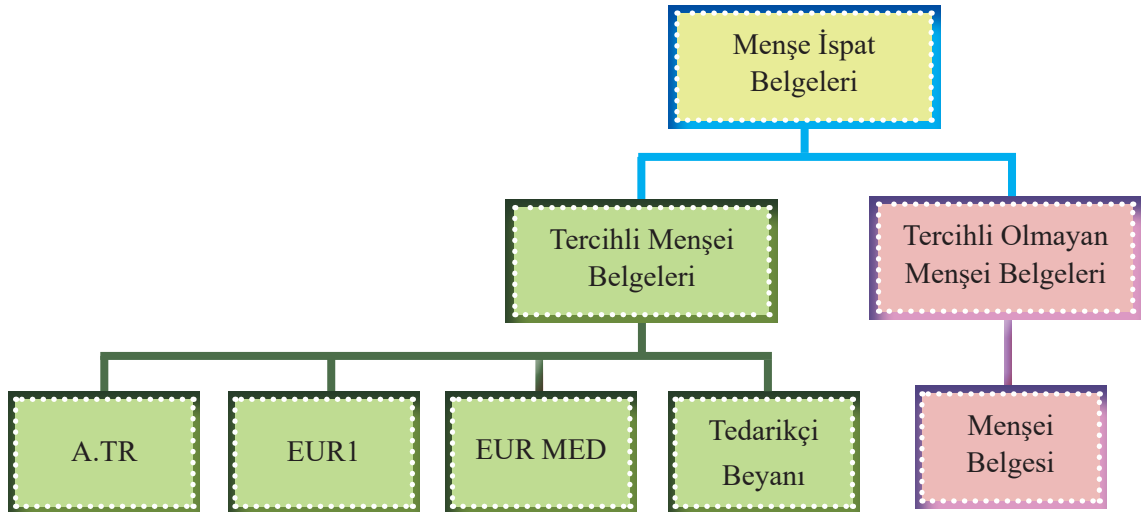 Menşe İspat
Belgeleri
Tercihli Menşei
Belgeleri
Tercihli Olmayan
Menşei Belgeleri
A.TR
EUR1
EUR MED
Tedarikçi
Beyanı
Menşei
Belgesi